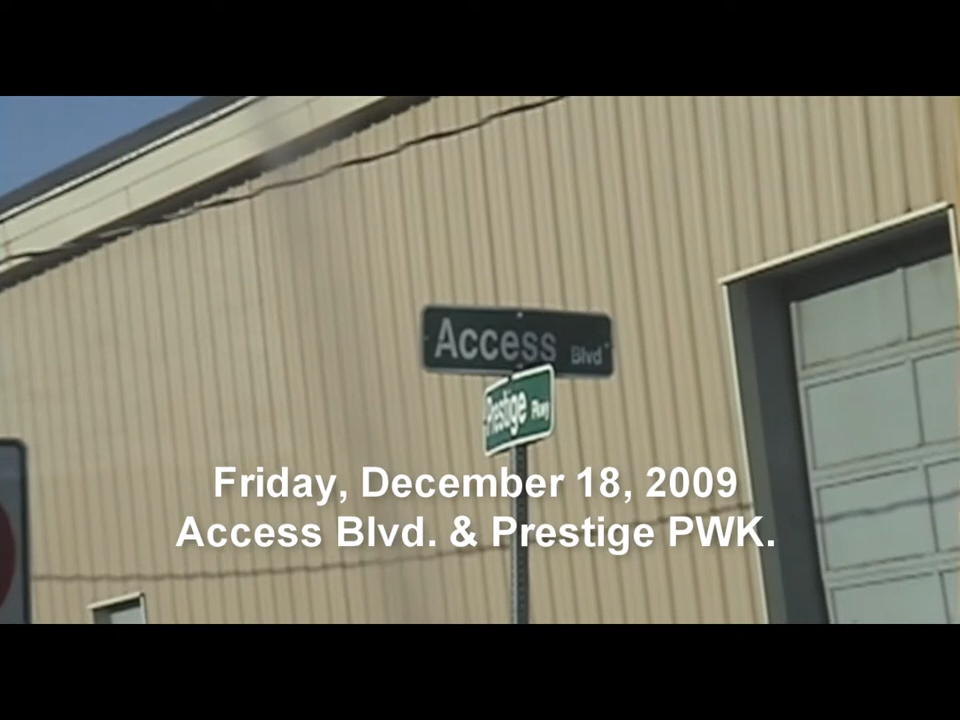 Access Blvd
Prestige Pkwy
Friday, December 18, 2009
Access Blvd. & Prestige PWK.